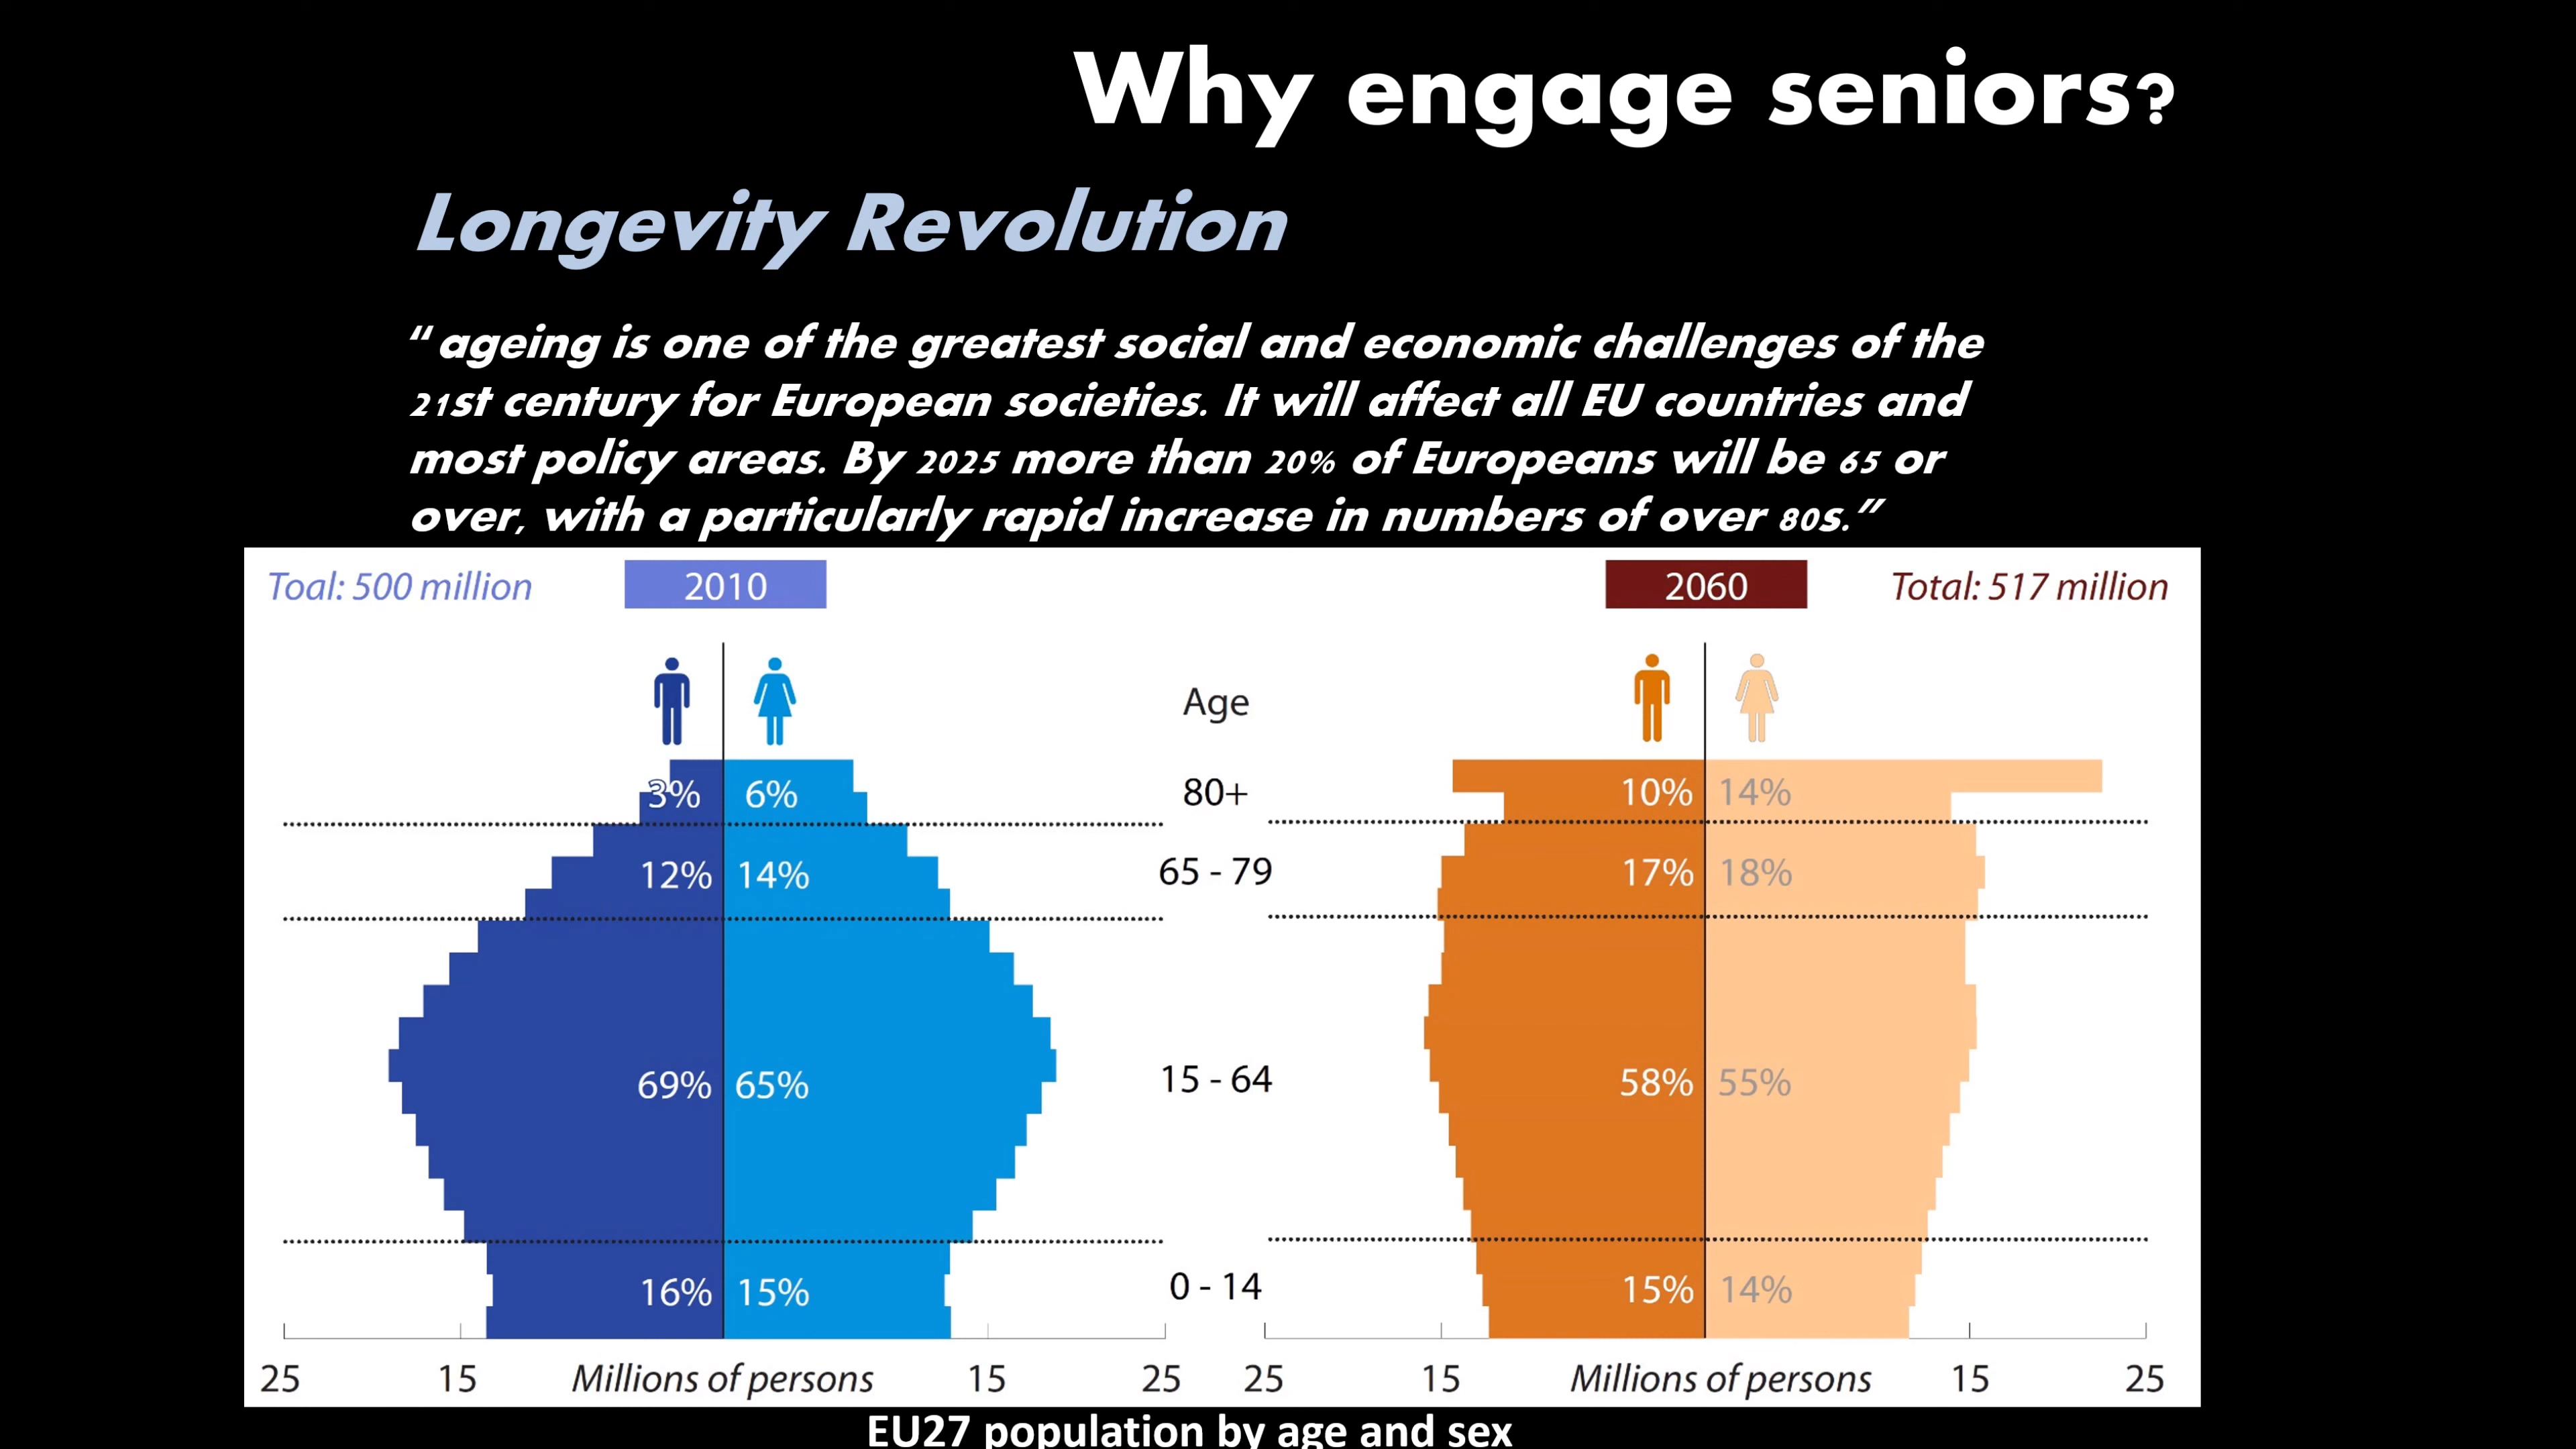 Why engage seniors?
Longevity Revolution
“ageing is one of the greatest social and economic challenges of the
21st century for European societies. It will affect all EU countries and
most policy areas. By 2025 more than 20% of Europeans will be 65 or
over, with a particularly rapid increase in numbers of over 80s.”
Toal: 500 million 2010 2060 Total: 517 million
Age
3% 6% 80+ 10% 14%
12% 14% 65 - 79 17% 18%
69% 65% 15 - 64 58% 55%
16% 15% 0 - 14 15% 14%
25 15 Millions of persons 15 25 25 15 Millions of persons 15 25
EU27 population by age and sex